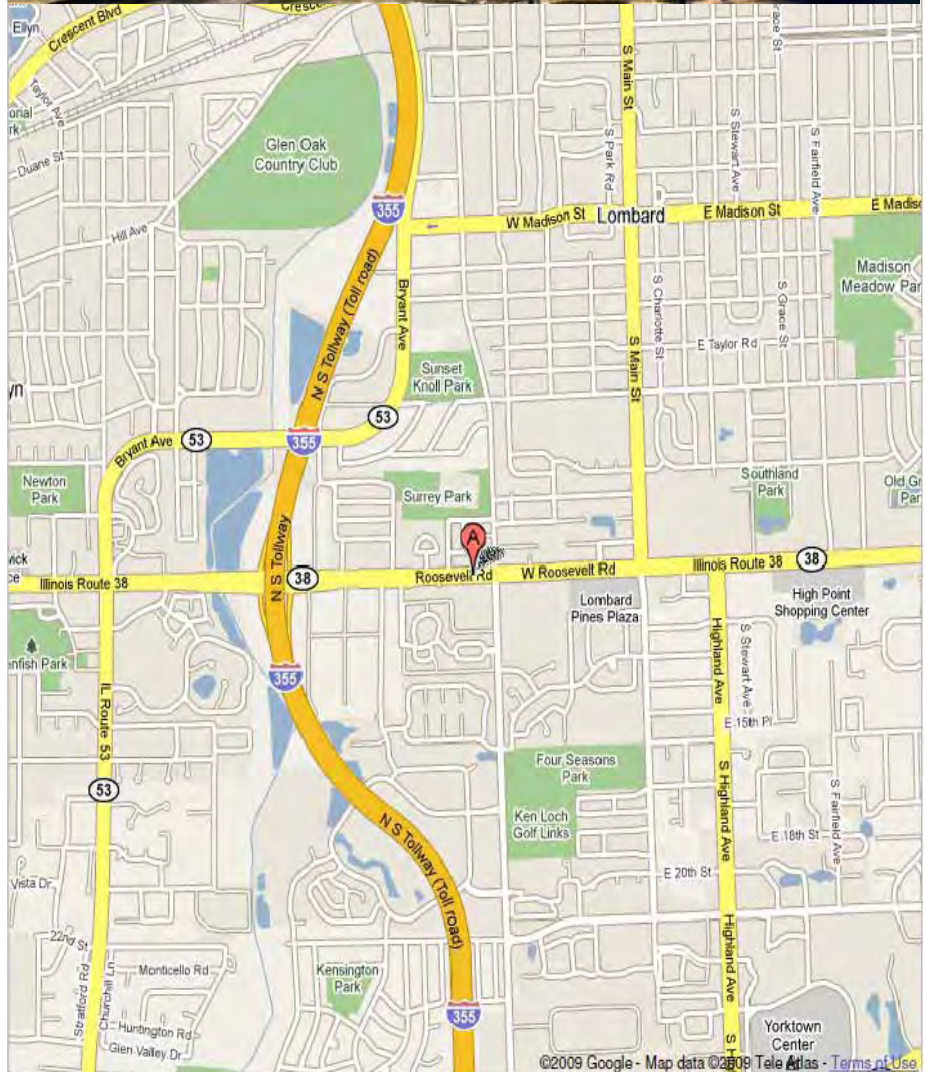 Crescent
Ellyn
Crescent Blvd
Taylor Ave
Duane St
Glen Oak
Country Club
S Main St
S Park Rd
S Stewart Ave
S Fairfield Ave
355
W Madison St
Lombard
E Madison St
E Madis
Hill Ave
N S Tollway (Toll road)
Bryant Ave
Madison
Meadow Par
S Charlotte St
S Grace St
S Main St
E Taylor Rd
Sunset
Knoll Park
53
Bryant Ave
53
355
Newton
Park
Surrey Park
Southland
Park
Old Gr
Par
A
N S Tollway
Illinois Route 38
38
Roosevelt Rd
W Roosevelt Rd
Illinois Route 38
38
Lombard
Pines Plaza
High Point
Shopping Center
Highland Ave
S Stewart Ave
enfish Park
355
IL Route 53
E 15th Pl
Four Seasons
Park
53
S Highland Ave
S Fairfield Ave
Ken Loch
Golf Links
N S Tollway (Toll road)
E 18th St
E 20th St
Vista Dr
22nd St
Highland Ave
Stratford Rd
Churchill Ln
Monticello Rd
Kensington
Park
355
Huntington Rd
Glen Valley Dr
Yorktown
Center
©2009 Google - Map data ©2009 Tele Atlas - Terms of Use